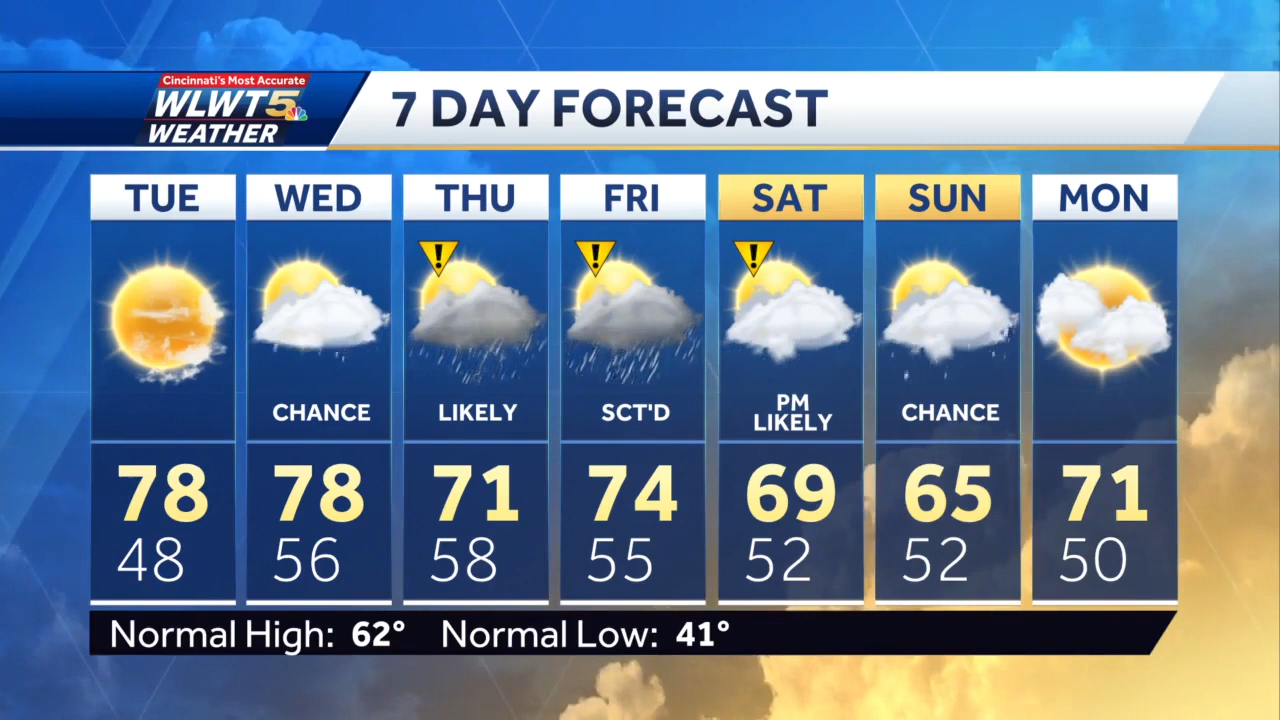 Cincinnati's Most Accurate
WLWT5
WEATHER
7 DAY FORECAST
TUE WED THU FRI SAT SUN MON
! ! !
CHANCE LIKELY SCT'D PM LIKELY CHANCE
78 78 71 74 69 65 71
48 56 58 55 52 52 50
Normal High: 62° Normal Low: 41°